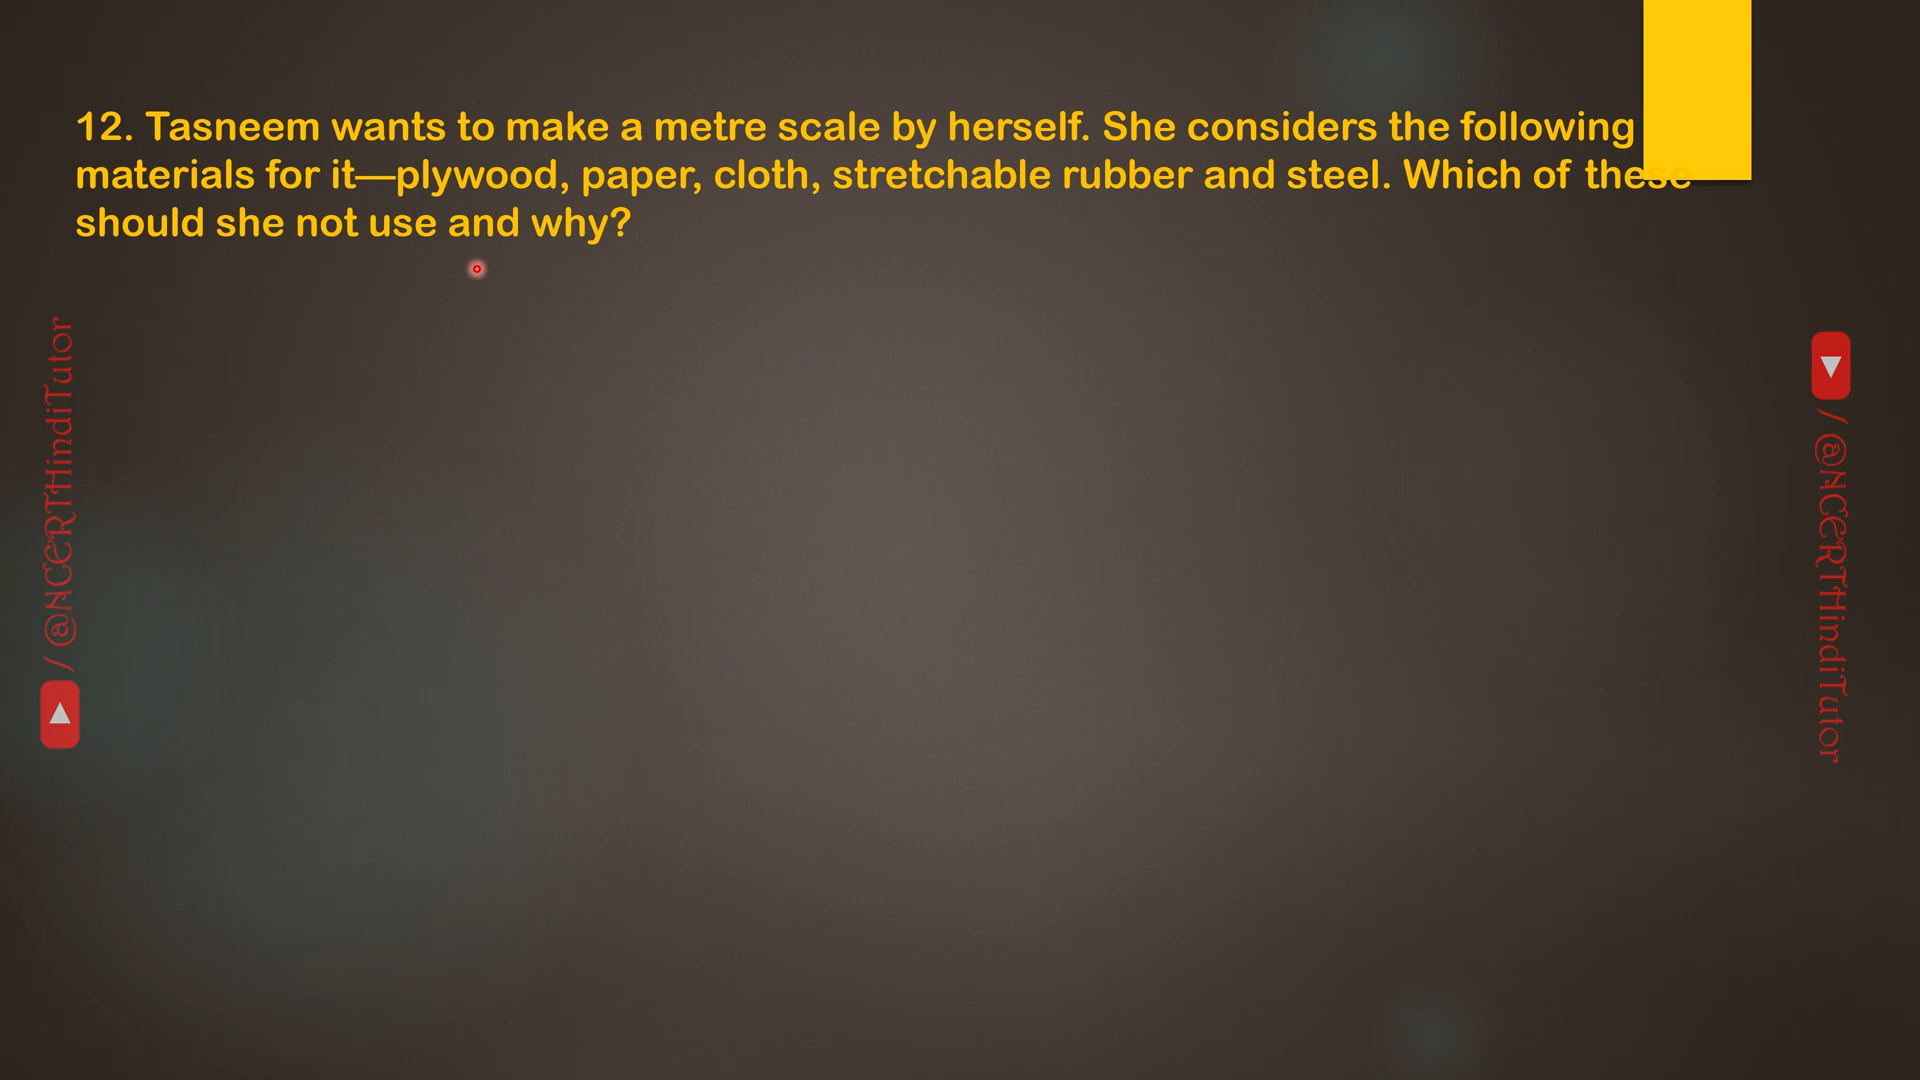 12. Tasneem wants to make a metre scale by herself. She considers the following
materials for it—plywood, paper, cloth, stretchable rubber and steel. Which of these
should she not use and why?
/ @NCERTHindiTutor
/ @NCERTHindiTutor